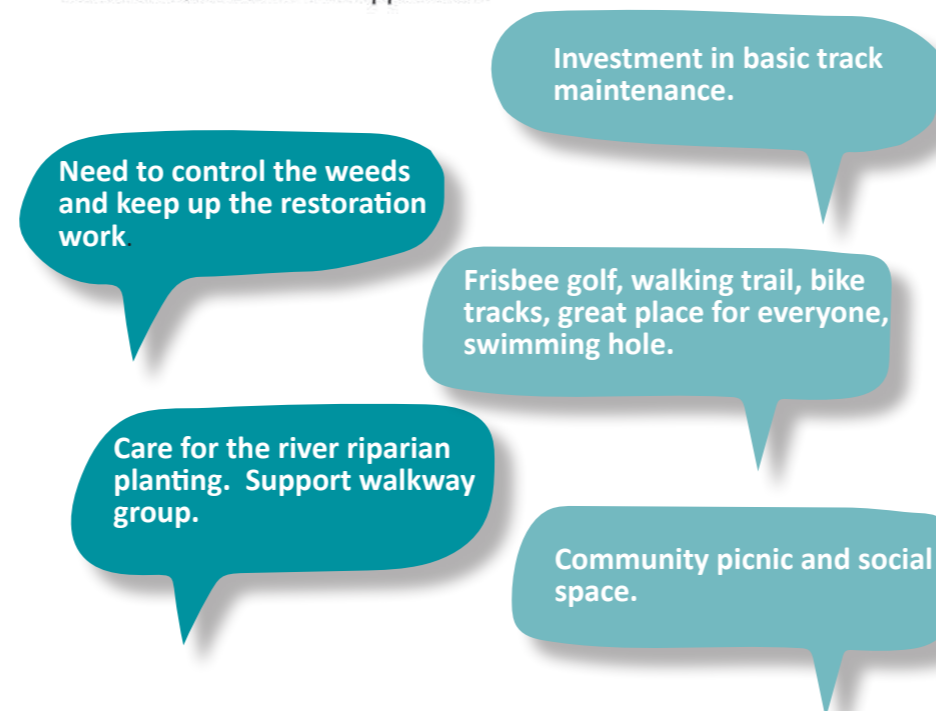 Investment in basic track
maintenance.
Need to control the weeds
and keep up the restoration
work.
Frisbee golf, walking trail, bike
tracks, great place for everyone,
swimming hole.
Care for the river riparian
planting.  Support walkway
group.
Community picnic and social
space.